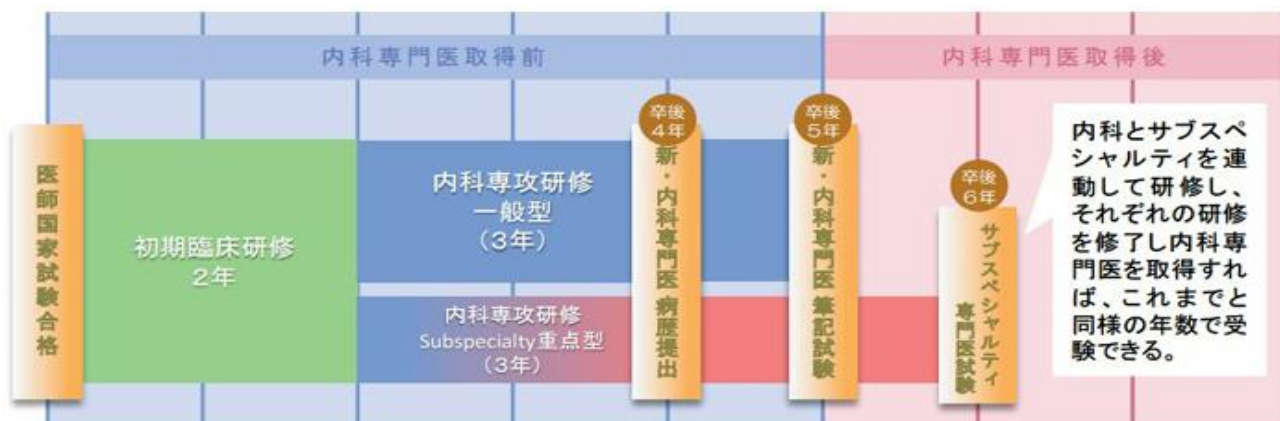 内科専門医取得前
内科専門医取得後
医師国家試験合格
初期臨床研修
2年
内科専攻研修
一般型
（3年）
内科専攻研修
Subspecialty重点型
（3年）
卒後
4年
新・内科専門医 病歴提出
卒後
5年
新・内科専門医 筆記試験
卒後
6年
サブスペシャルティ
専門医試験
内科とサブスペ
シャルティを連
動して研修し、
それぞれの研修
を修了し内科専
門医を取得すれ
ば、これまでと
同様の年数で受
験できる。